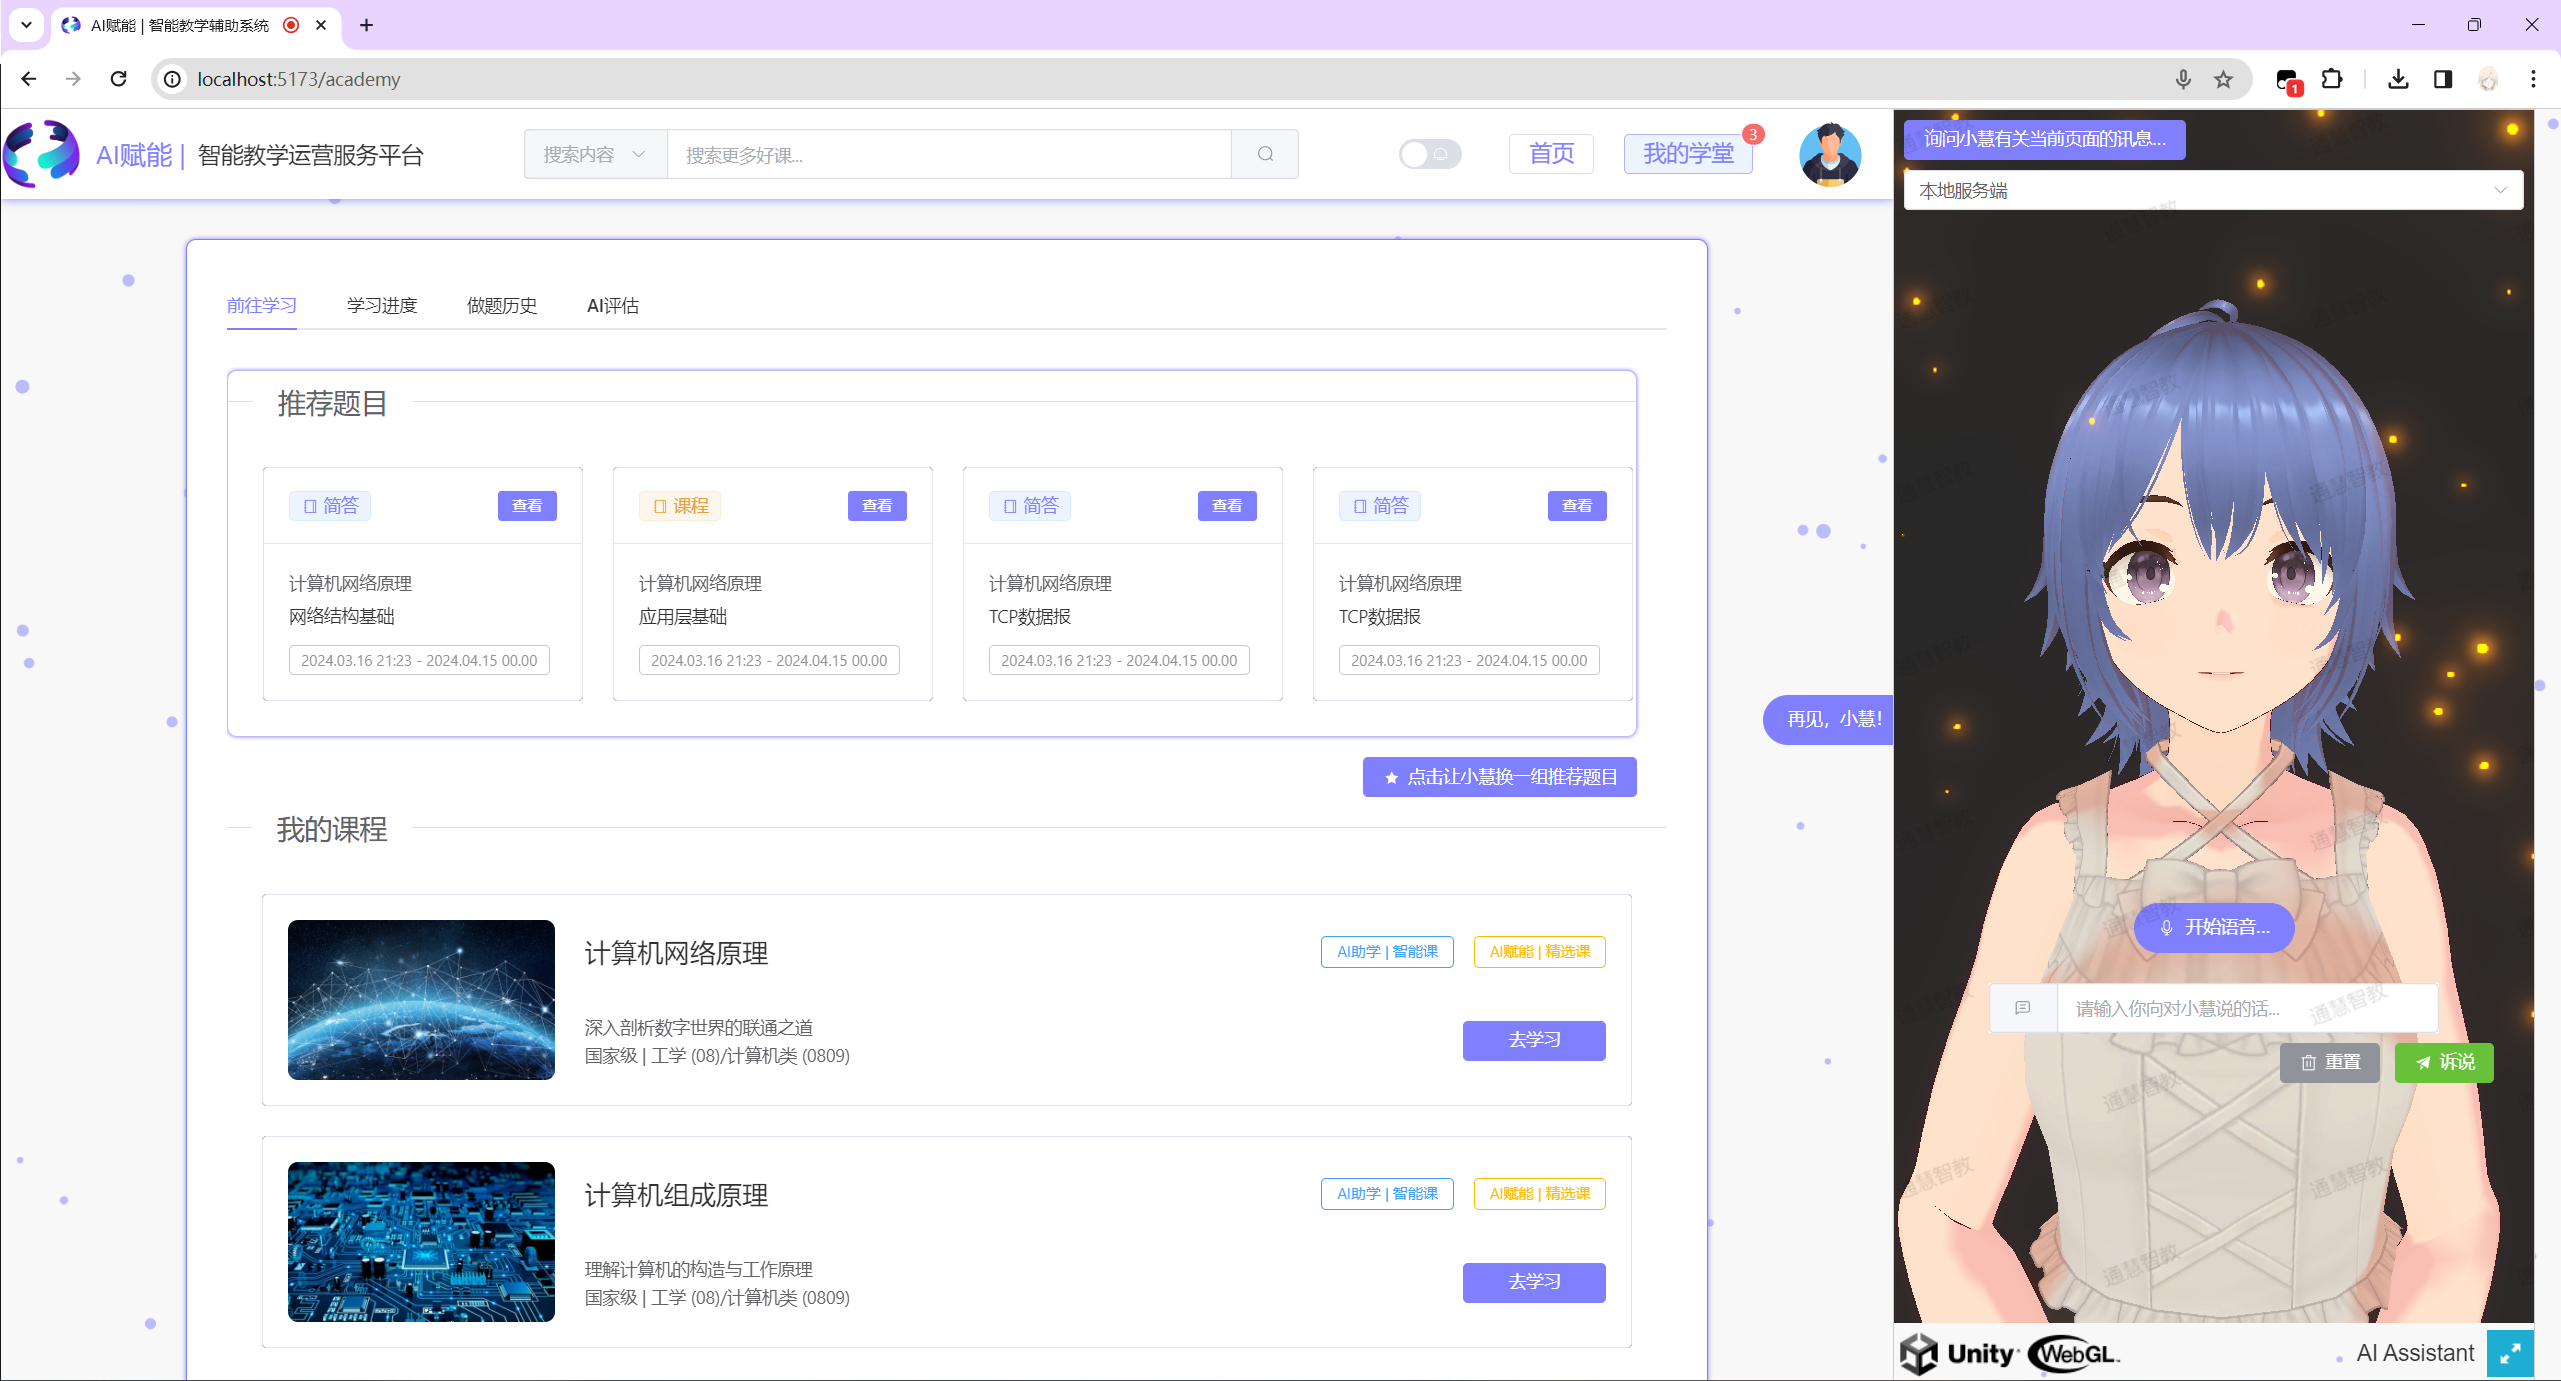 AI赋能 | 智能教学辅助系统
localhost:5173/academy
1
AI赋能 | 智能教学运营服务平台
搜索内容
搜索更多好课...
首页
我的学堂
3
询问小慧有关当前页面的讯息...
本地服务端
前往学习
学习进度
做题历史
AI评估
推荐题目
简答
查看
计算机网络原理
网络结构基础
2024.03.16 21:23 - 2024.04.15 00.00
课程
查看
计算机网络原理
应用层基础
2024.03.16 21:23 - 2024.04.15 00.00
简答
查看
计算机网络原理
TCP数据报
2024.03.16 21:23 - 2024.04.15 00.00
简答
查看
计算机网络原理
TCP数据报
2024.03.16 21:23 - 2024.04.15 00.00
再见，小慧！
点击让小慧换一组推荐题目
我的课程
计算机网络原理
AI助学 | 智能课
AI赋能 | 精选课
深入剖析数字世界的联通之道
国家级 | 工学 (08)/计算机类 (0809)
去学习
计算机组成原理
AI助学 | 智能课
AI赋能 | 精选课
理解计算机的构造与工作原理
国家级 | 工学 (08)/计算机类 (0809)
去学习
开始语音...
请输入你向对小慧说的话...
重置
诉说
通慧智教
Unity
WebGL
AI Assistant